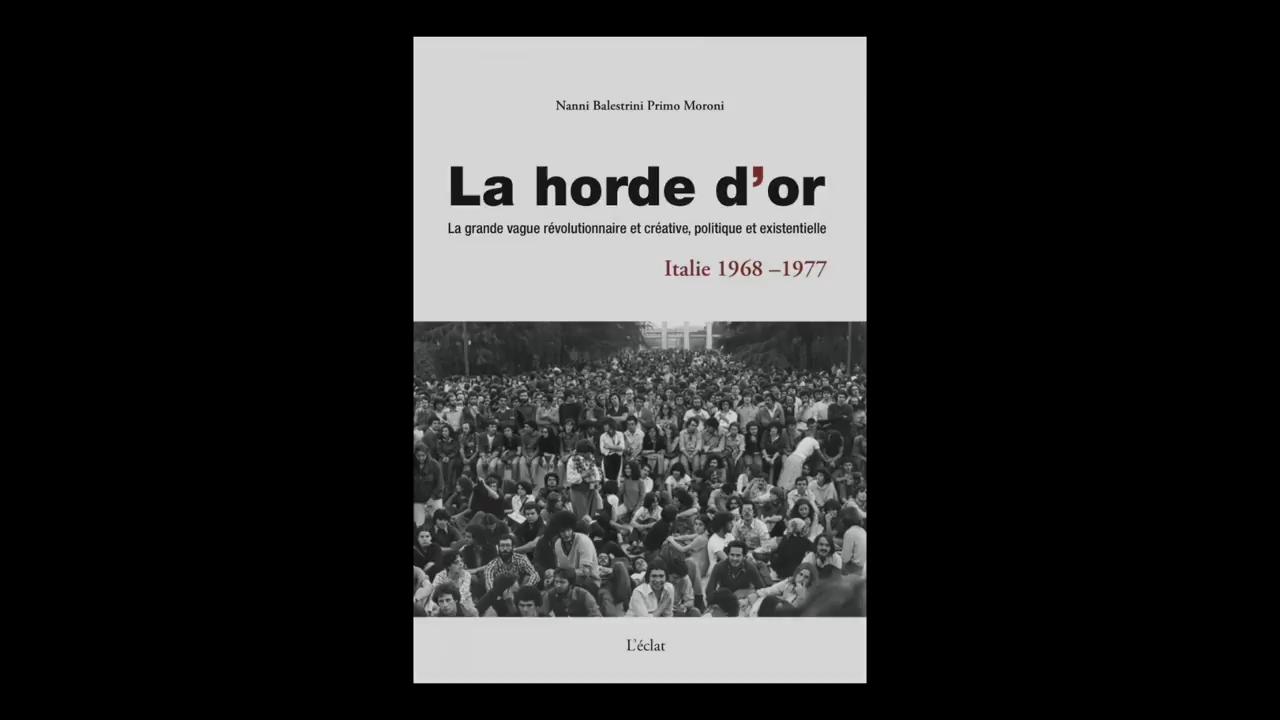 Nanni Balestrini Primo Moroni
La horde d’or
La grande vague révolutionnaire et créative, politique et existentielle
Italie 1968 –1977
L’éclat